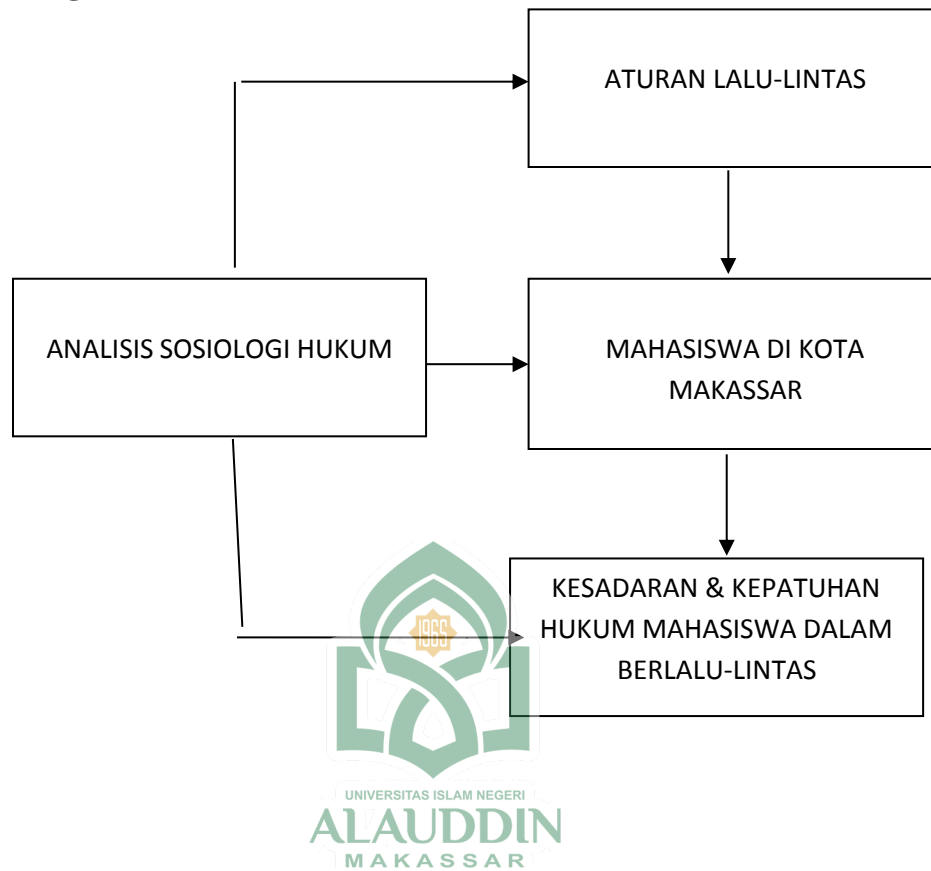 ATURAN LALU-LINTAS
ANALISIS SOSIOLOGI HUKUM
MAHASISWA DI KOTA
MAKASSAR
KESADARAN & KEPATUHAN
HUKUM MAHASISWA DALAM
BERLALU-LINTAS
1965
UNIVERSITAS ISLAM NEGERI
ALAUDDIN
MAKASSAR